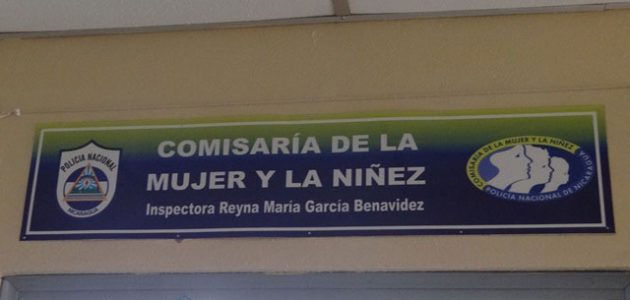 COMISARÍA DE LA
MUJER Y LA NIÑEZ
Inspectora Reyna María García Benavidez
POLICIA NACIONAL
NICARAGUA
COMISARIA DE LA MUJER Y LA NIÑEZ
POLICIA NACIONAL DE NICARAGUA